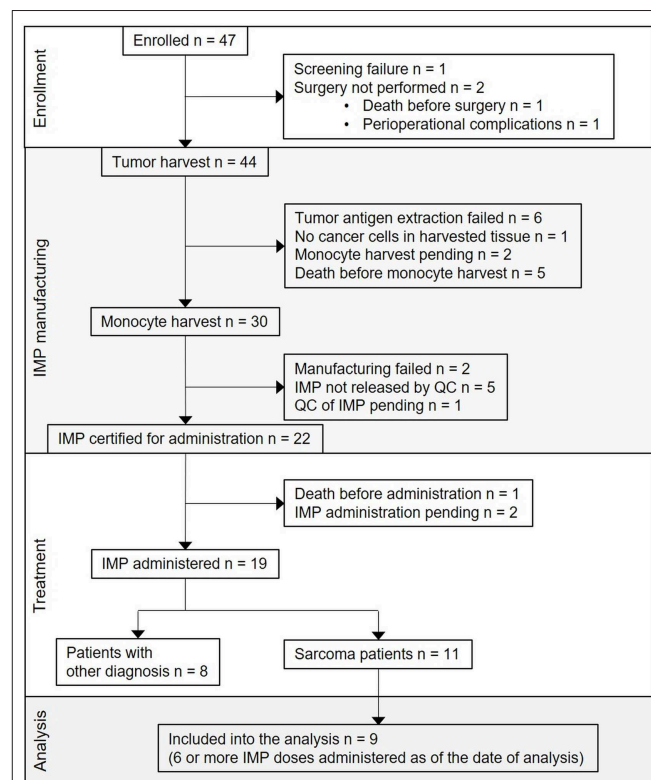 Enrollment
Enrolled n = 47
Screening failure n = 1
Surgery not performed n = 2
• Death before surgery n = 1
• Perioperational complications n = 1
IMP manufacturing
Tumor harvest n = 44
Tumor antigen extraction failed n = 6
No cancer cells in harvested tissue n = 1
Monocyte harvest pending n = 2
Death before monocyte harvest n = 5
Monocyte harvest n = 30
Manufacturing failed n = 2
IMP not released by QC n = 5
QC of IMP pending n = 1
IMP certified for administration n = 22
Treatment
Death before administration n = 1
IMP administration pending n = 2
IMP administered n = 19
Patients with
other diagnosis n = 8
Sarcoma patients n = 11
Analysis
Included into the analysis n = 9
(6 or more IMP doses administered as of the date of analysis)